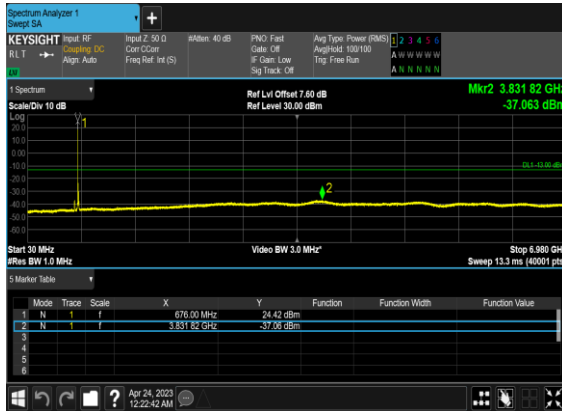 Spectrum Analyzer 1
Swept SA
+
KEYSIGHT
RLT
LXI
Input: RF
Coupling: DC
Align: Auto
Input Z: 50 Ω
Corr CCorr
Freq Ref: Int (S)
#Atten: 40 dB
PNO: Fast
Gate: Off
IF Gain: Low
Sig Track: Off
Avg Type: Power (RMS)
Avg|Hold: 100/100
Trig: Free Run
1 2 3 4 5 6
A W W W W W
A N N N N N
1 Spectrum
Scale/Div 10 dB
Ref Lvl Offset 7.60 dB
Ref Level 30.00 dBm
Mkr2 3.831 82 GHz
-37.063 dBm
Log
20.0
10.0
0.00
-10.0
-20.0
-30.0
-40.0
-50.0
-60.0
1
2
DL1 -13.00 dBm
Start 30 MHz
#Res BW 1.0 MHz
Video BW 3.0 MHz*
Stop 6.980 GHz
Sweep 13.3 ms (40001 pts)
5 Marker Table
Mode Trace Scale X Y Function Function Width Function Value
1 N 1 f 676.00 MHz 24.42 dBm
2 N 1 f 3.831 82 GHz -37.06 dBm
3
4
5
6
?
Apr 24, 2023
12:22:42 AM